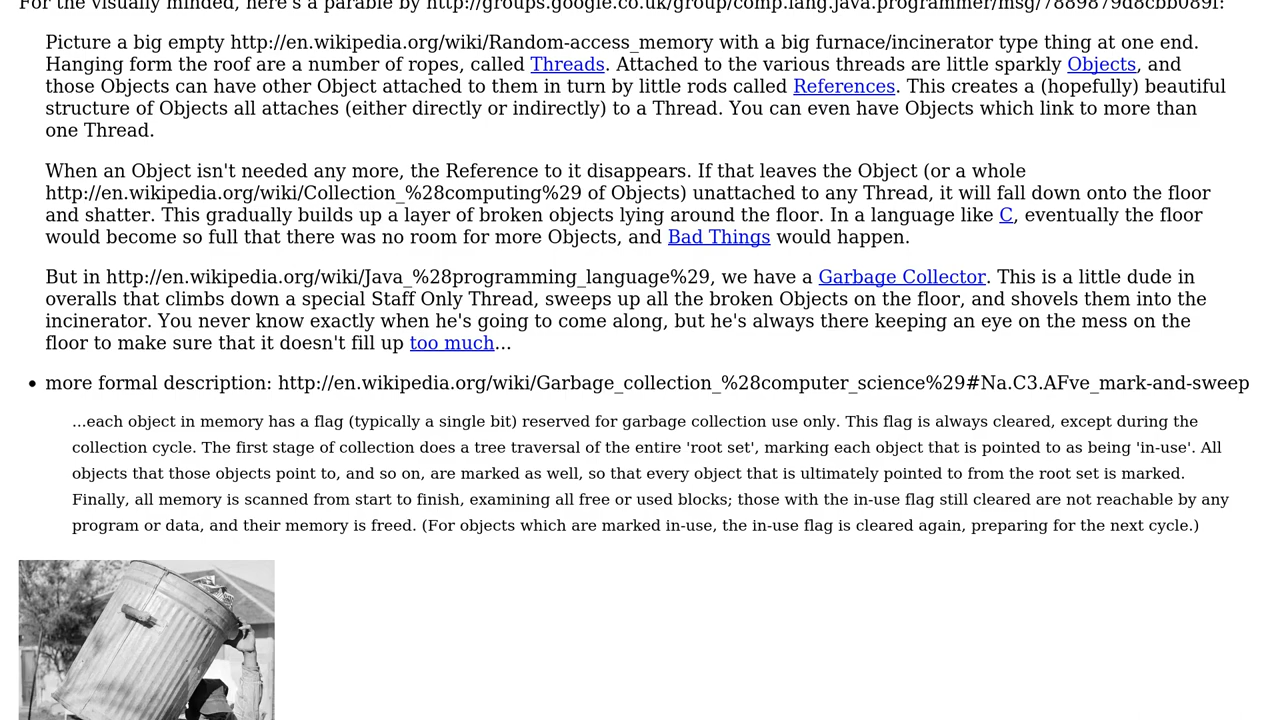 For the visually minded, here's a parable by http://groups.google.co.uk/group/comp.lang.java.programmer/msg/7889879d8cbb089f:
Picture a big empty http://en.wikipedia.org/wiki/Random-access_memory with a big furnace/incinerator type thing at one end.
Hanging form the roof are a number of ropes, called Threads. Attached to the various threads are little sparkly Objects, and
those Objects can have other Object attached to them in turn by little rods called References. This creates a (hopefully) beautiful
structure of Objects all attaches (either directly or indirectly) to a Thread. You can even have Objects which link to more than
one Thread.
When an Object isn't needed any more, the Reference to it disappears. If that leaves the Object (or a whole
http://en.wikipedia.org/wiki/Collection_%28computing%29 of Objects) unattached to any Thread, it will fall down onto the floor
and shatter. This gradually builds up a layer of broken objects lying around the floor. In a language like C, eventually the floor
would become so full that there was no room for more Objects, and Bad Things would happen.
But in http://en.wikipedia.org/wiki/Java_%28programming_language%29, we have a Garbage Collector. This is a little dude in
overalls that climbs down a special Staff Only Thread, sweeps up all the broken Objects on the floor, and shovels them into the
incinerator. You never know exactly when he's going to come along, but he's always there keeping an eye on the mess on the
floor to make sure that it doesn't fill up too much...
• more formal description: http://en.wikipedia.org/wiki/Garbage_collection_%28computer_science%29#Na.C3.AFve_mark-and-sweep
...each object in memory has a flag (typically a single bit) reserved for garbage collection use only. This flag is always cleared, except during the
collection cycle. The first stage of collection does a tree traversal of the entire 'root set', marking each object that is pointed to as being 'in-use'. All
objects that those objects point to, and so on, are marked as well, so that every object that is ultimately pointed to from the root set is marked.
Finally, all memory is scanned from start to finish, examining all free or used blocks; those with the in-use flag still cleared are not reachable by any
program or data, and their memory is freed. (For objects which are marked in-use, the in-use flag is cleared again, preparing for the next cycle.)